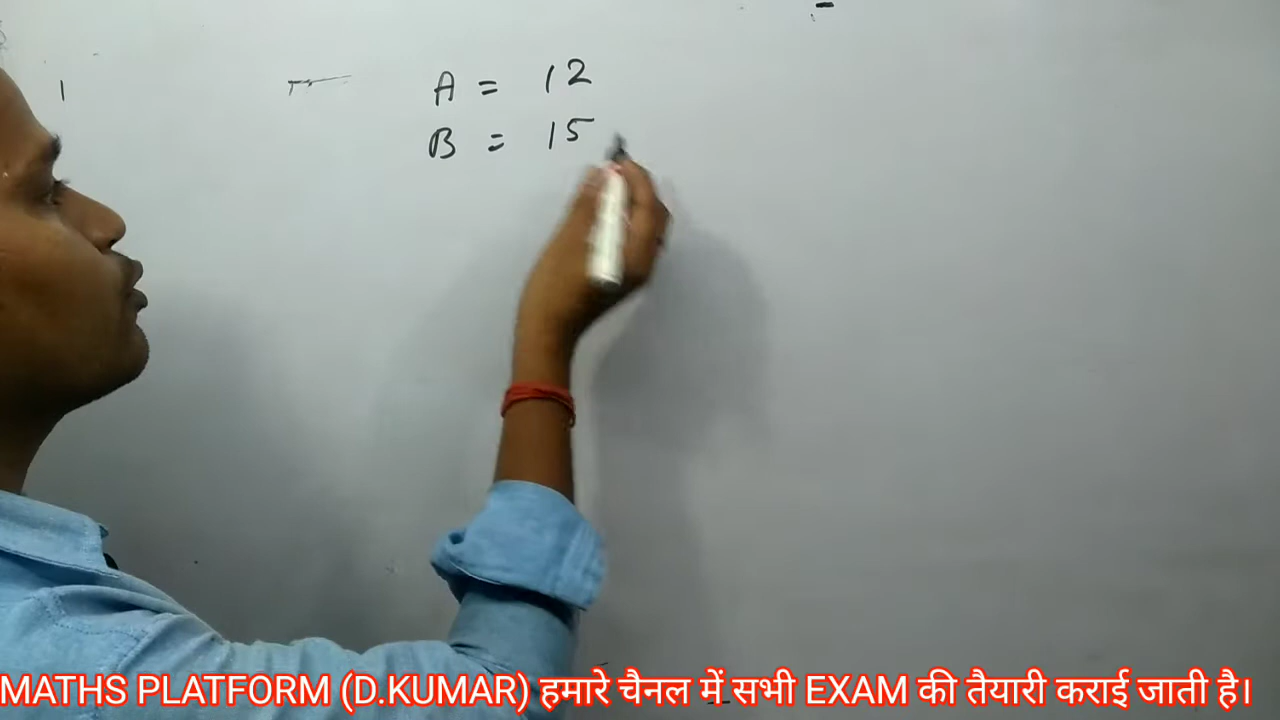 A = 12
B = 15
MATHS PLATFORM (D.KUMAR) हमारे चैनल में सभी EXAM की तैयारी कराई जाती है।